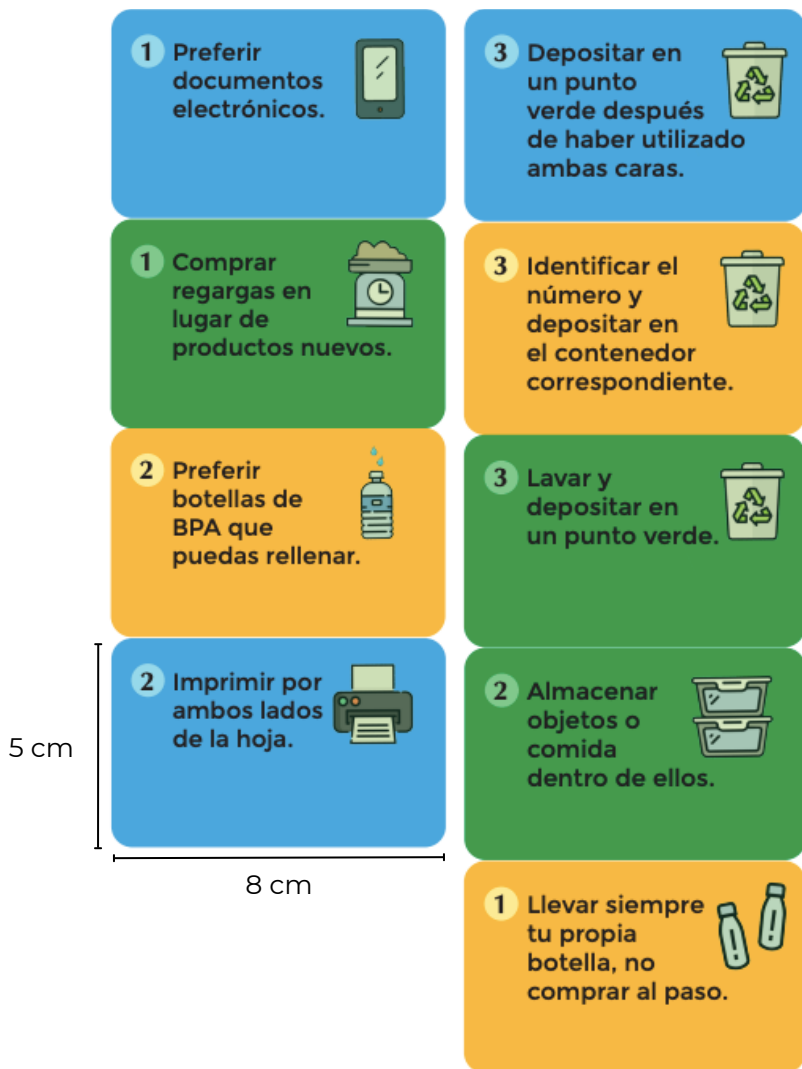 1 Preferir
documentos
electrónicos.
1 Comprar
regargas en
lugar de
productos nuevos.
2 Preferir
botellas de
BPA que
puedas rellenar.
2 Imprimir por
ambos lados
de la hoja.
5 cm
8 cm
3 Depositar en
un punto
verde después
de haber utilizado
ambas caras.
3 Identificar el
número y
depositar en
el contenedor
correspondiente.
3 Lavar y
depositar en
un punto verde.
2 Almacenar
objetos o
comida
dentro de ellos.
1 Llevar siempre
tu propia
botella, no
comprar al paso.